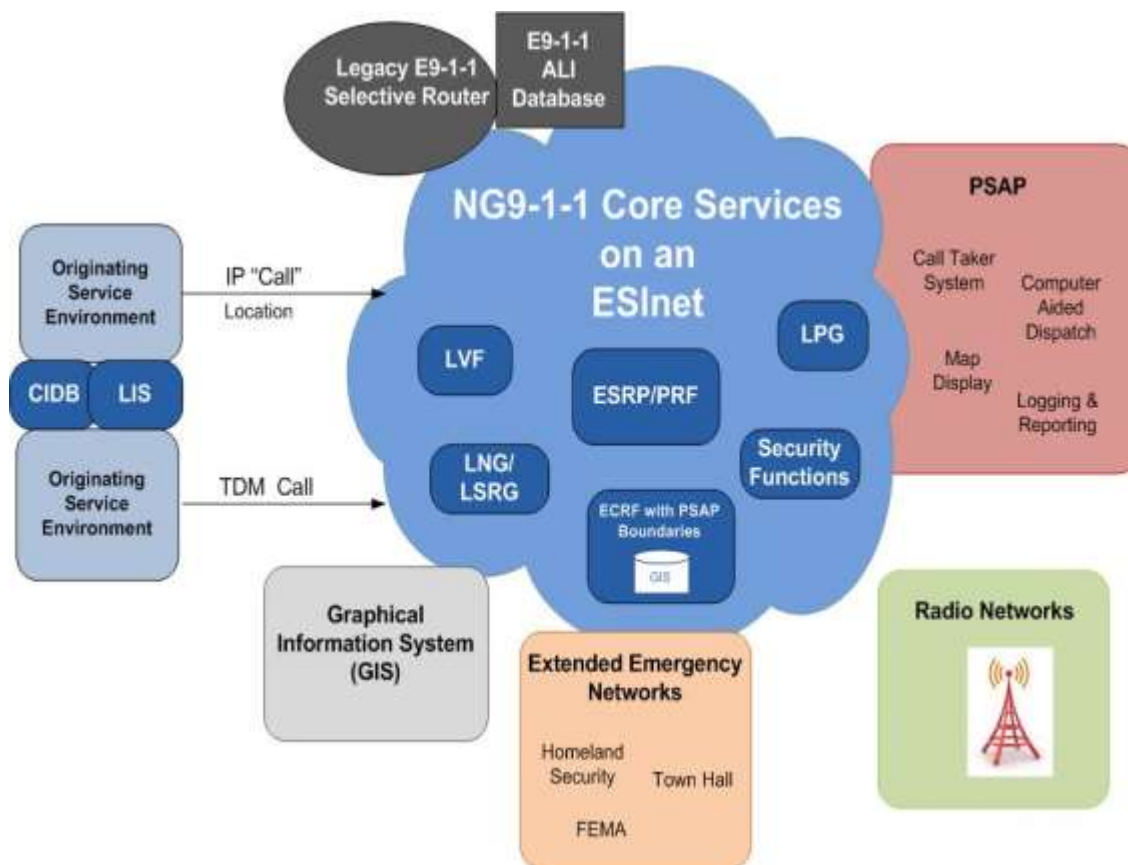 Legacy E9-1-1
Selective Router
E9-1-1
ALI
Database
NG9-1-1 Core Services
on an
ESInet
PSAP
Call Taker
System
Computer
Aided
Dispatch
Map
Display
Logging &
Reporting
Originating
Service
Environment
IP “Call”
Location
CIDB
LIS
Originating
Service
Environment
TDM Call
LVF
LPG
ESRP/PRF
LNG/
LSRG
Security
Functions
ECRF with PSAP
Boundaries
GIS
Graphical
Information System
(GIS)
Extended Emergency
Networks
Homeland
Security
Town Hall
FEMA
Radio Networks